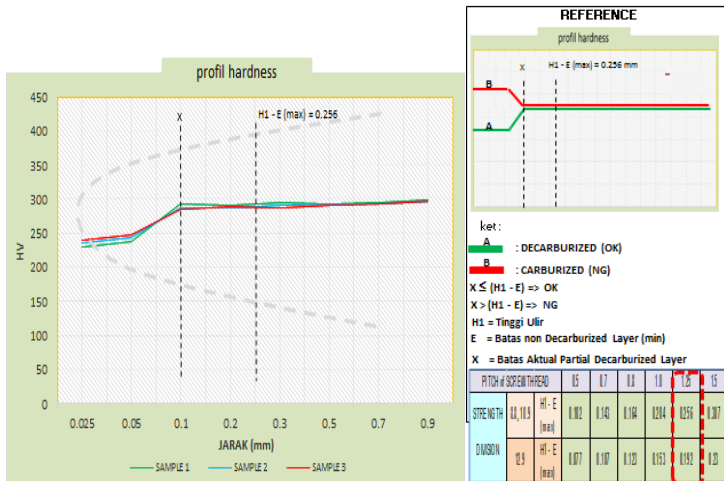 profil hardness
450
400
350
300
250
200
150
100
50
0
HV
X
H1 - E (max) = 0.256
0.025 0.05 0.1 0.2 0.3 0.5 0.7 0.9
JARAK (mm)
SAMPLE 1 SAMPLE 2 SAMPLE 3
REFERENCE
profil hardness
X H1 - E (max) = 0.256 mm
B
A
ket :
A : DECARBURIZED (OK)
B : CARBURIZED (NG)
X ≤ (H1 - E) => OK
X > (H1 - E) => NG
H1 = Tinggi Ulir
E = Batas non Decarburized Layer (min)
X = Batas Aktual Partial Decarburized Layer
PITCH of SCREW THREAD 0.5 0.7 0.8 1.0 1.25 1.5
STRENGTH DIVISION
8.8, 10.9 H1 - E (max) 0.102 0.143 0.164 0.204 0.256 0.307
12.9 H1 - E (max) 0.077 0.107 0.123 0.153 0.192 0.23